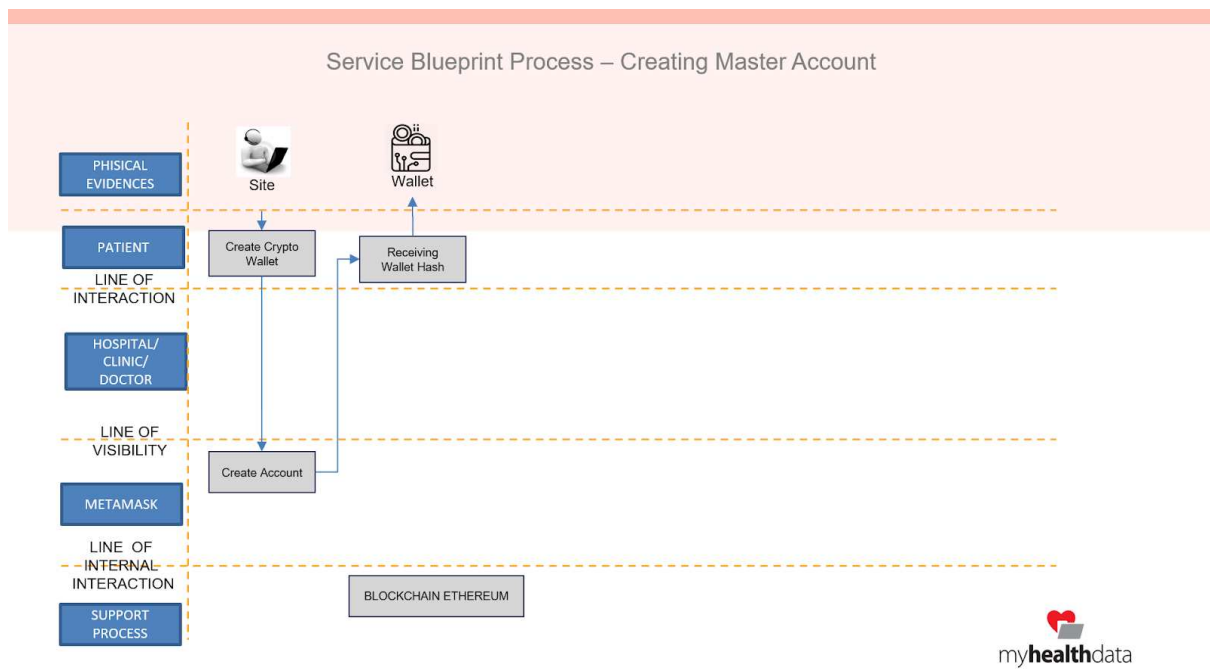 Service Blueprint Process – Creating Master Account
PHISICAL
EVIDENCES
Site
Wallet
PATIENT
Create Crypto
Wallet
Receiving
Wallet Hash
LINE OF
INTERACTION
HOSPITAL/
CLINIC/
DOCTOR
LINE OF
VISIBILITY
Create Account
METAMASK
LINE OF
INTERNAL
INTERACTION
BLOCKCHAIN ETHEREUM
SUPPORT
PROCESS
myhealthdata